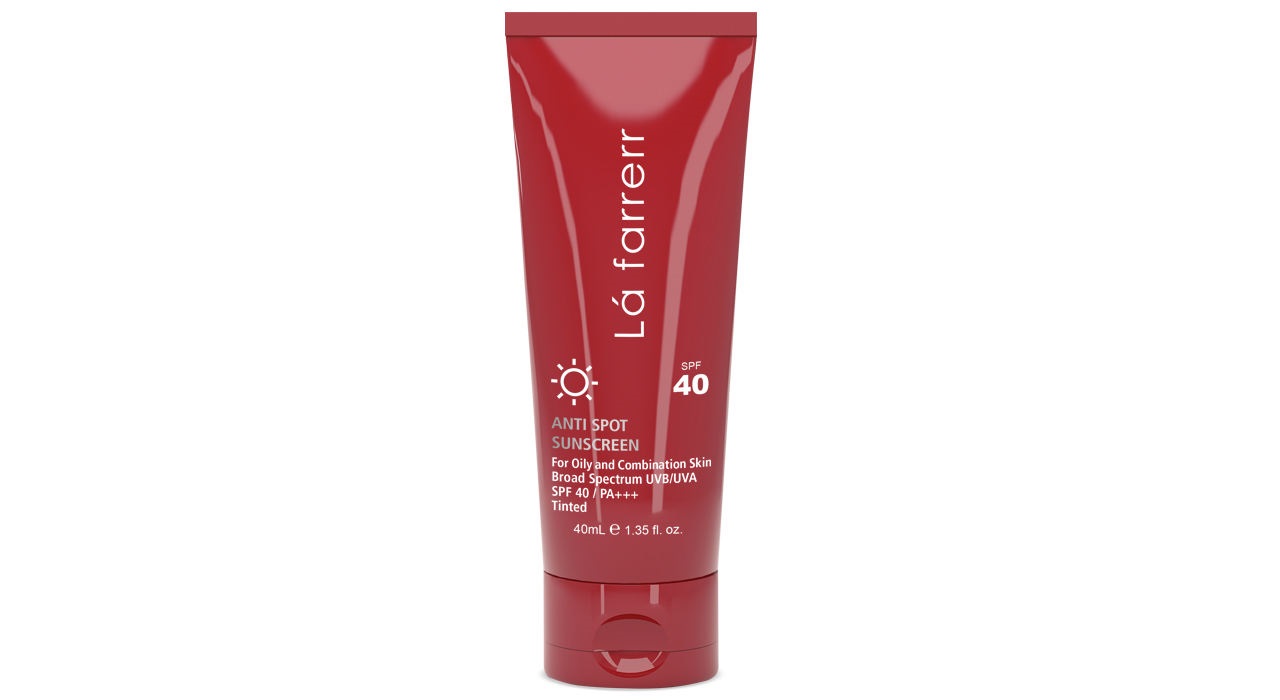 Lá farrerr
SPF
40
ANTI SPOT
SUNSCREEN
For Oily and Combination Skin
Broad Spectrum UVB/UVA
SPF 40 / PA+++
Tinted
40mL ℮ 1.35 fl. oz.